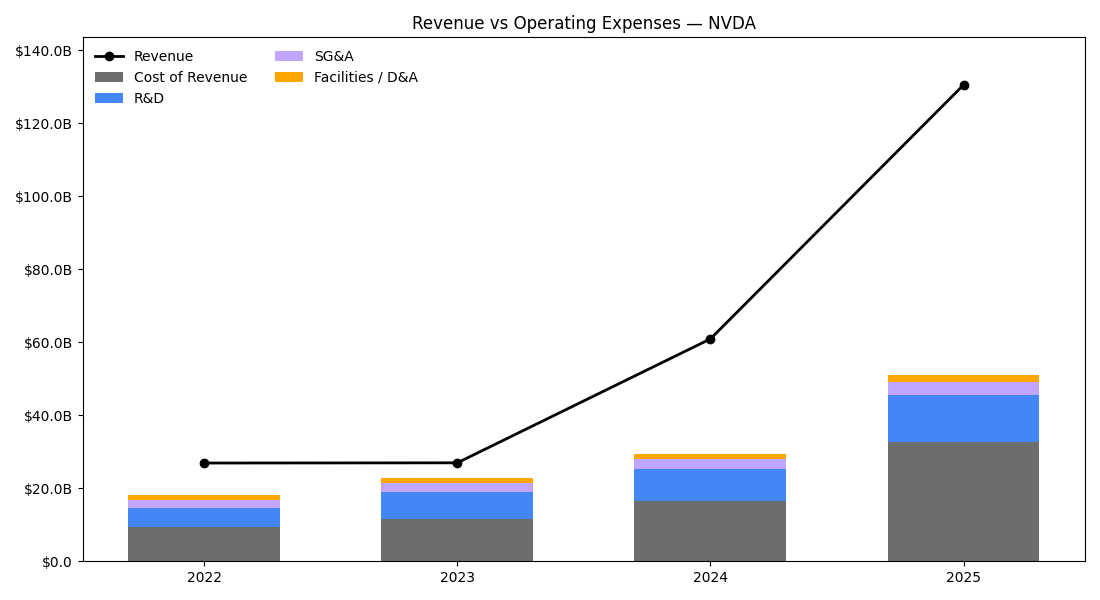 Revenue vs Operating Expenses — NVDA
Revenue
Cost of Revenue
R&D
SG&A
Facilities / D&A
$140.0B
$120.0B
$100.0B
$80.0B
$60.0B
$40.0B
$20.0B
$0.0
2022
2023
2024
2025